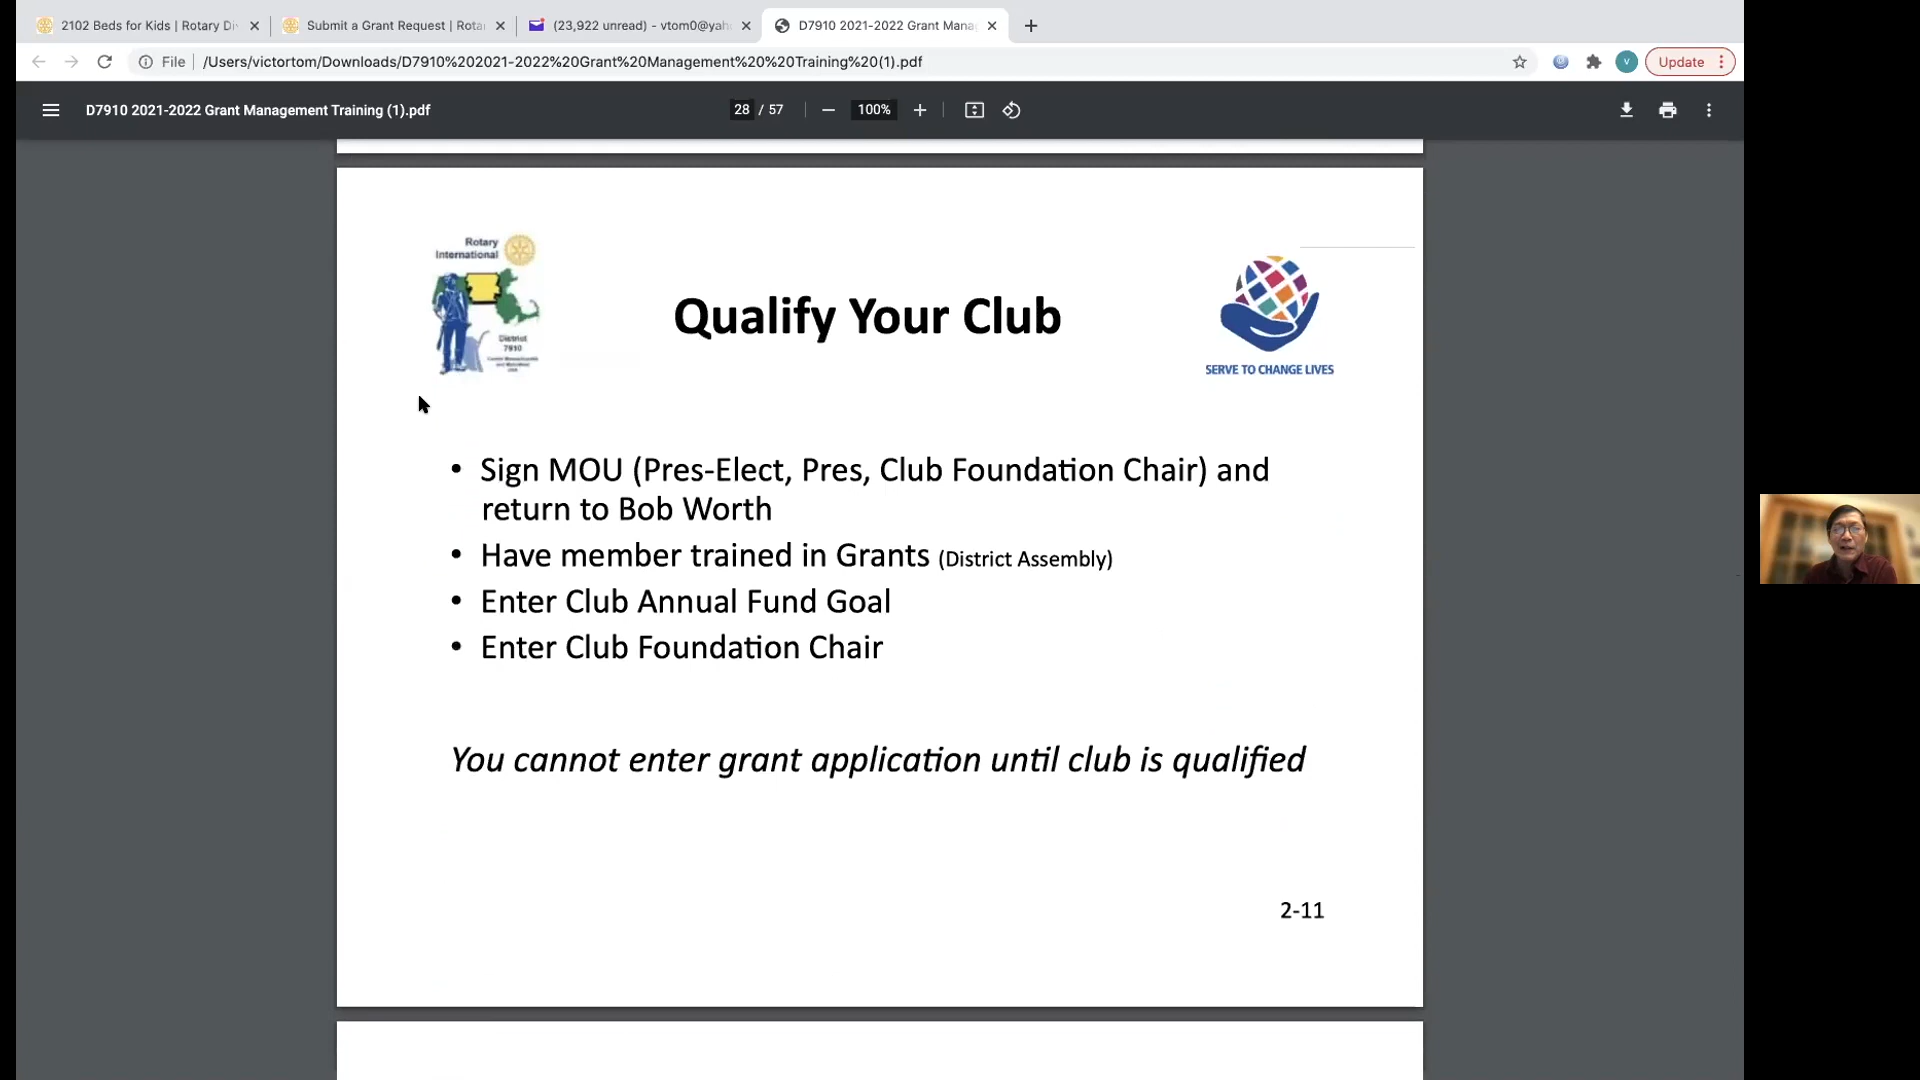 2102 Beds for Kids | Rotary Di
Submit a Grant Request | Rota
(23,922 unread) - vtom0@yah
D7910 2021-2022 Grant Mana
File
/Users/victortom/Downloads/D7910%202021-2022%20Grant%20Management%20%20Training%20(1).pdf
V
Update
D7910 2021-2022 Grant Management Training (1).pdf
28 / 57
100%
Rotary
International
District
7910
Qualify Your Club
SERVE TO CHANGE LIVES
• Sign MOU (Pres-Elect, Pres, Club Foundation Chair) and
return to Bob Worth
• Have member trained in Grants (District Assembly)
• Enter Club Annual Fund Goal
• Enter Club Foundation Chair
You cannot enter grant application until club is qualified
2-11